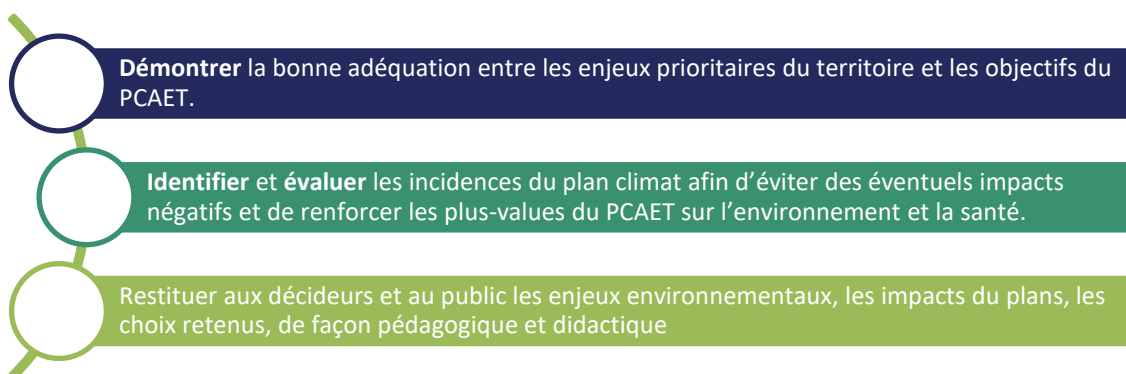 Démontrer la bonne adéquation entre les enjeux prioritaires du territoire et les objectifs du
PCAET.
Identifier et évaluer les incidences du plan climat afin d’éviter des éventuels impacts
négatifs et de renforcer les plus-values du PCAET sur l’environnement et la santé.
Restituer aux décideurs et au public les enjeux environnementaux, les impacts du plans, les
choix retenus, de façon pédagogique et didactique